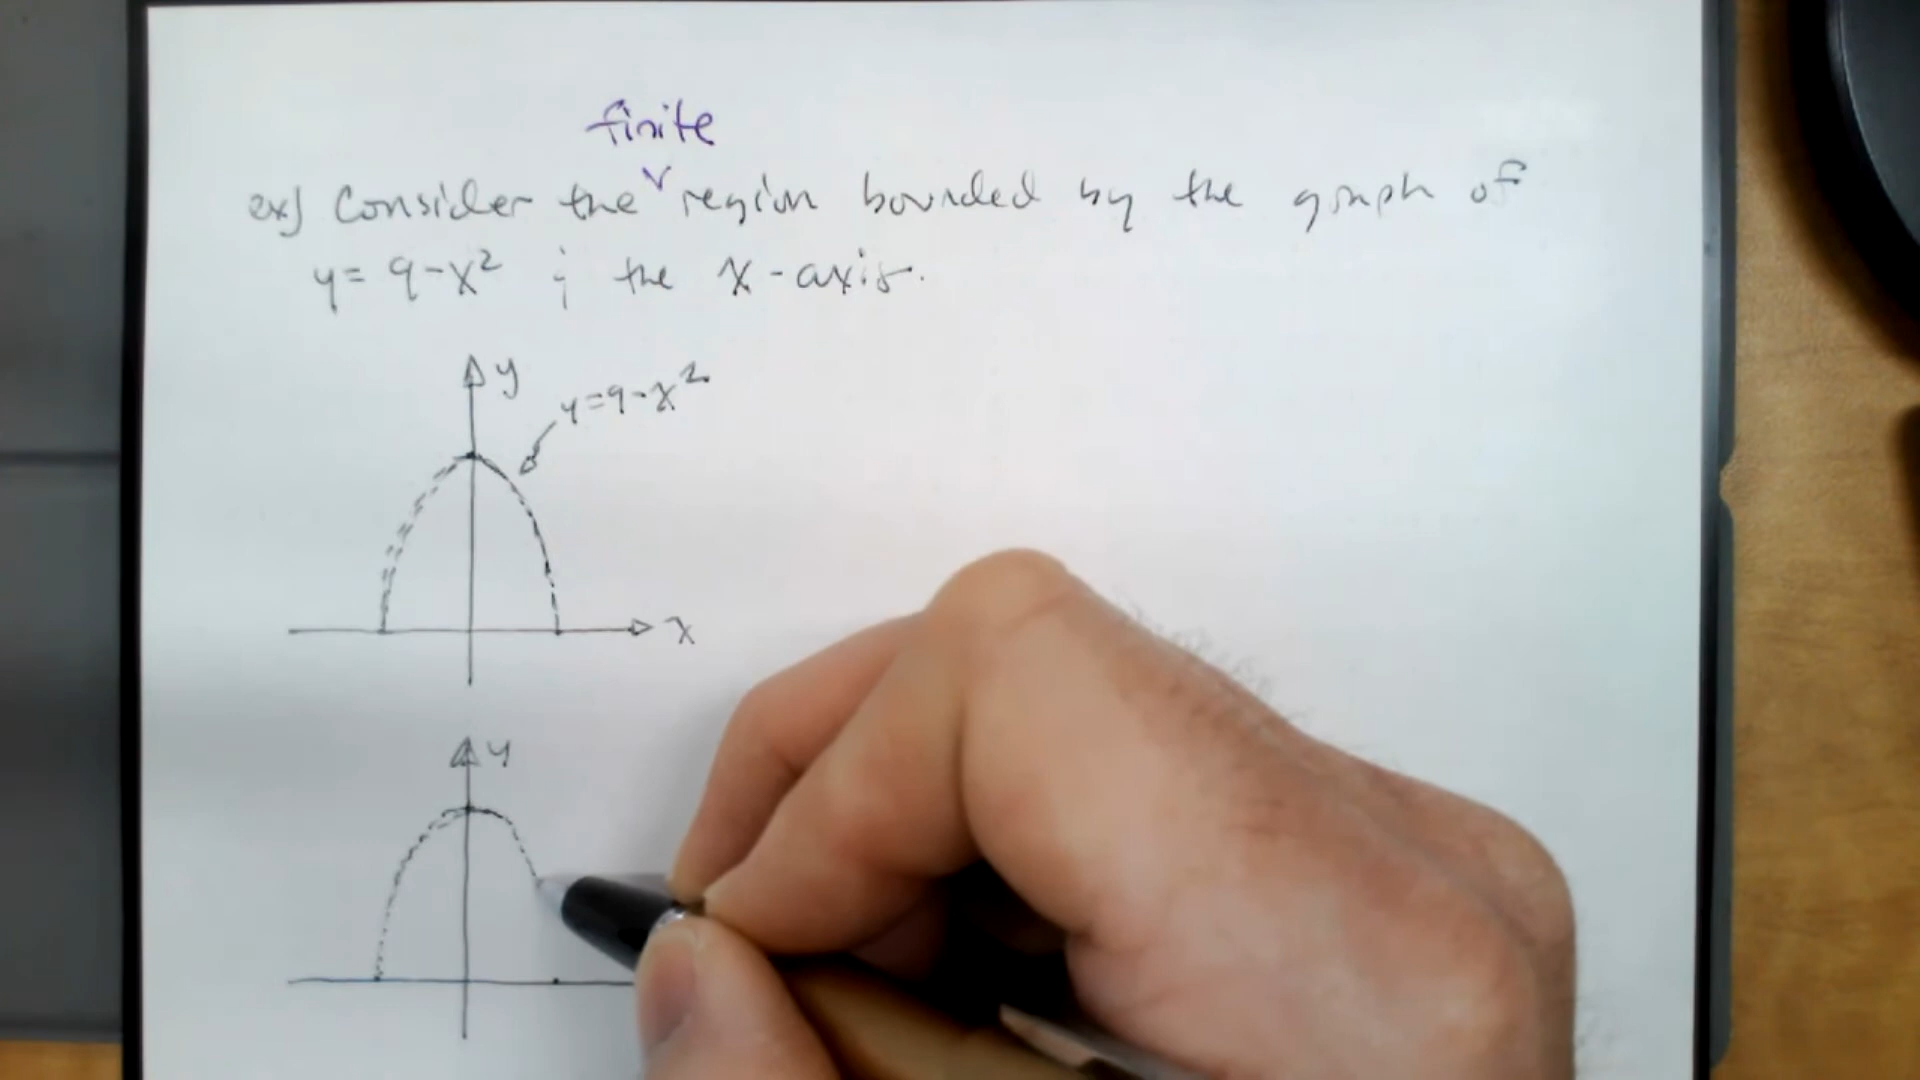 finite
ex) Consider the ˅ region bounded by the graph of
y = 9-x² & the x-axis.
y
y=9-x²
x
y